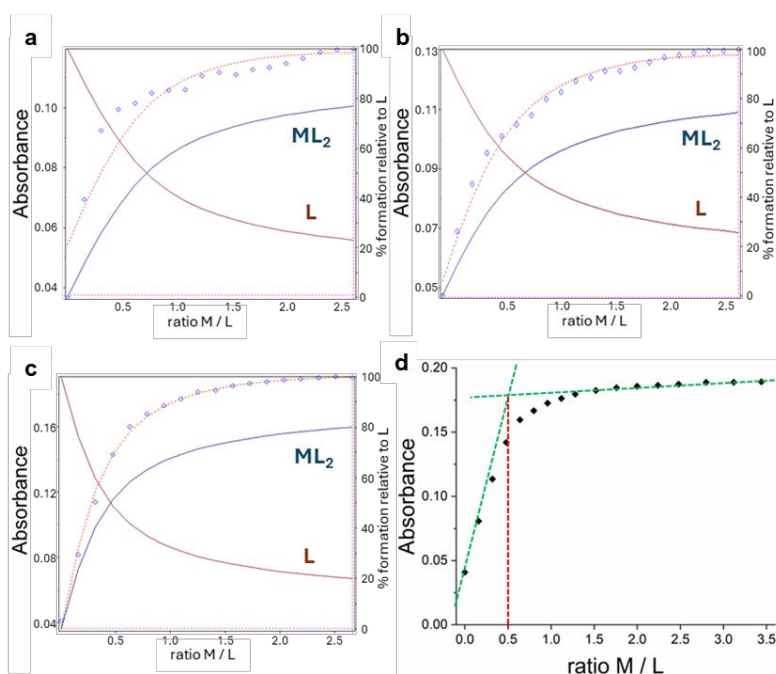 a
Absorbance
0.10
0.08
0.06
0.04
ML2
L
0.5
1.0
1.5
2.0
2.5
ratio M / L
100
80
60
40
20
0
% formation relative to L
b
Absorbance
0.13
0.11
0.09
0.07
0.05
ML2
L
0.5
1.0
1.5
2.0
2.5
ratio M / L
100
80
60
40
20
0
% formation relative to L
c
Absorbance
0.16
0.12
0.08
0.04
ML2
L
0.5
1.0
1.5
2.0
2.5
ratio M / L
100
80
60
40
20
0
% formation relative to L
d
Absorbance
0.20
0.15
0.10
0.05
0.00
0.0
0.5
1.0
1.5
2.0
2.5
3.0
3.5
ratio M / L